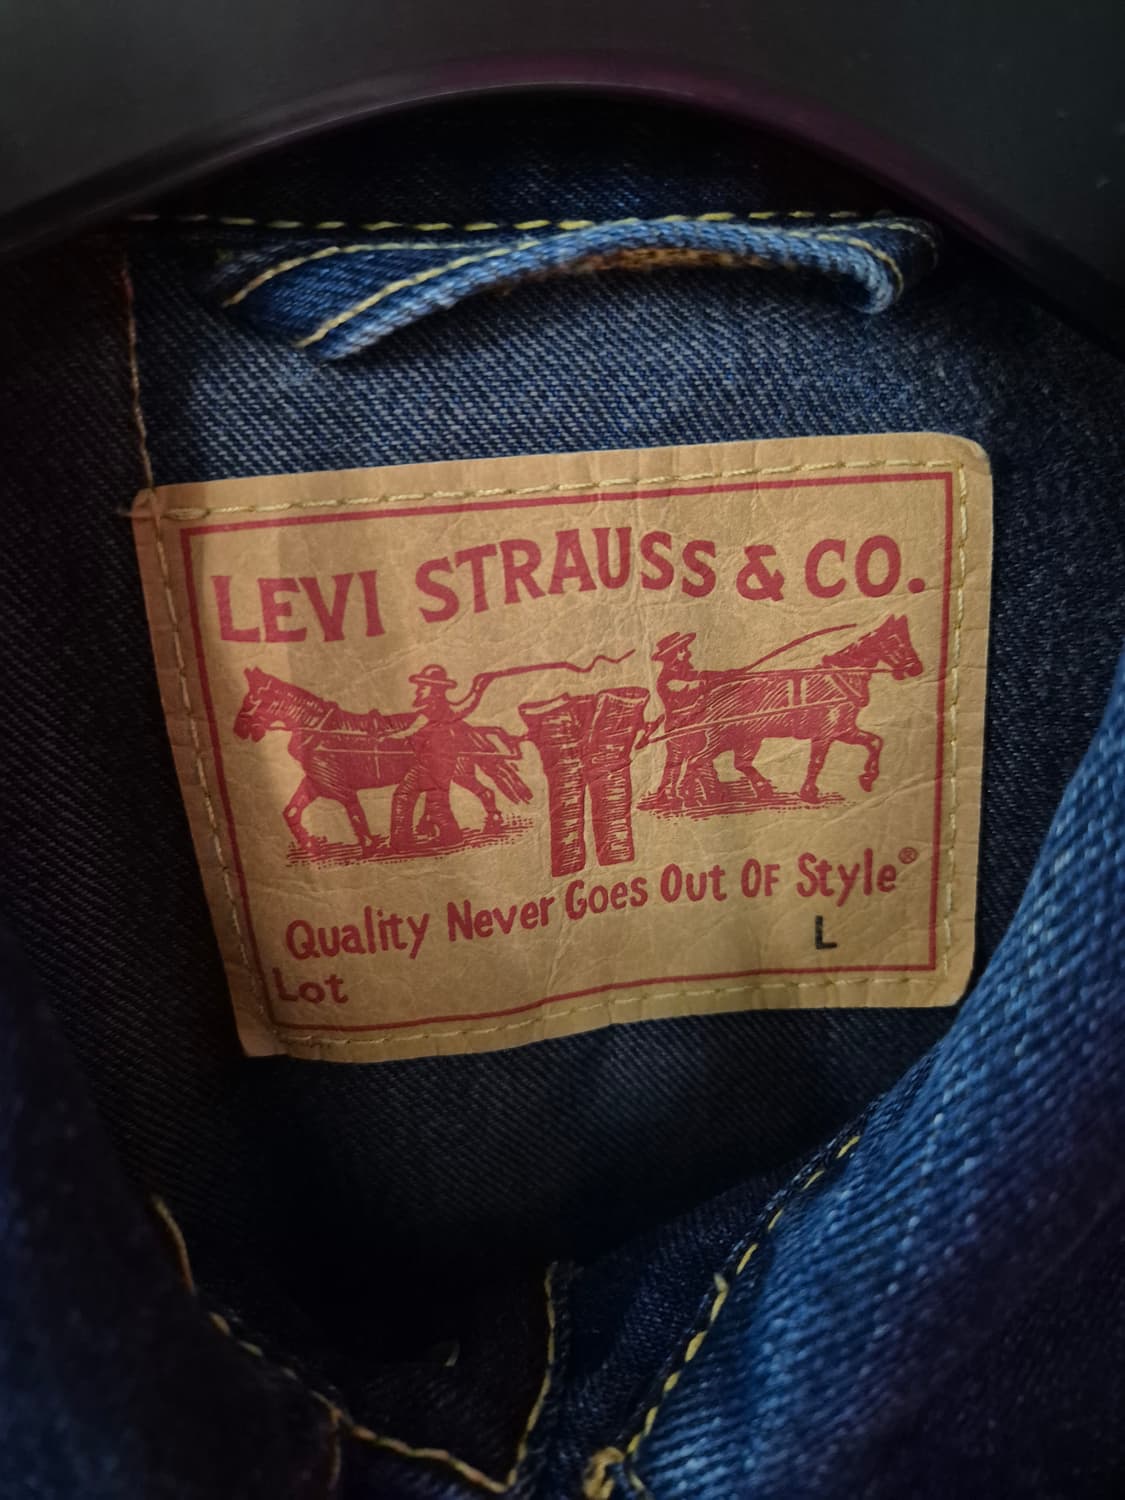 LEVI STRAUSS & CO.
Quality Never Goes Out OF Style®
L
Lot